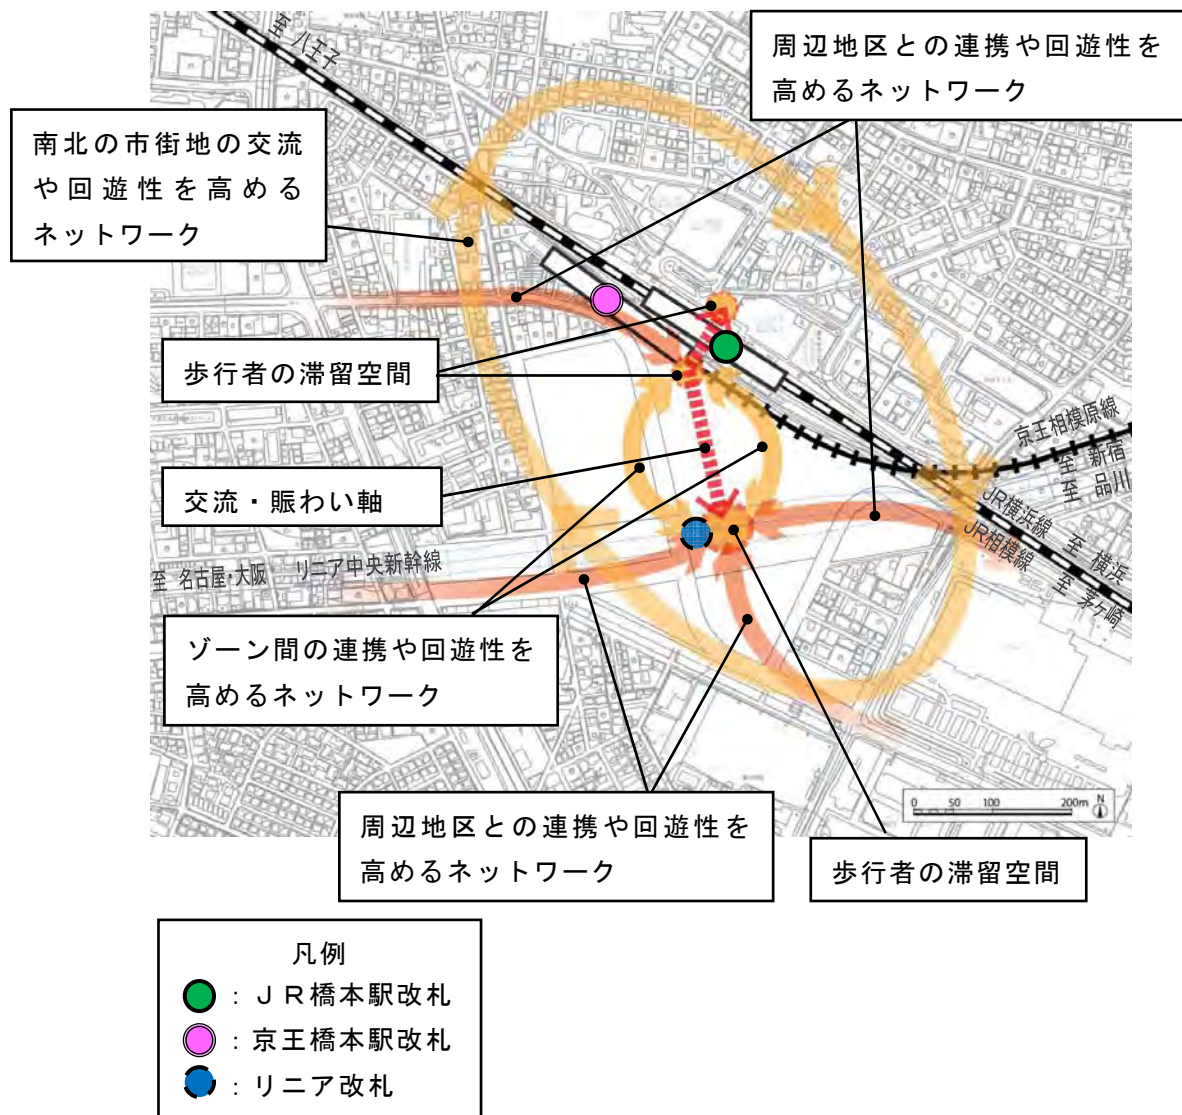 至 八王子
周辺地区との連携や回遊性を
高めるネットワーク
南北の市街地の交流
や回遊性を高める
ネットワーク
歩行者の滞留空間
京王相模原線
至 新宿
至 品川
交流・賑わい軸
JR横浜線
至 横浜
JR相模線
至 茅ヶ崎
至 名古屋・大阪
リニア中央新幹線
ゾーン間の連携や回遊性を
高めるネットワーク
0 50 100 200m
N
周辺地区との連携や回遊性を
高めるネットワーク
歩行者の滞留空間
凡例
：ＪＲ橋本駅改札
：京王橋本駅改札
：リニア改札